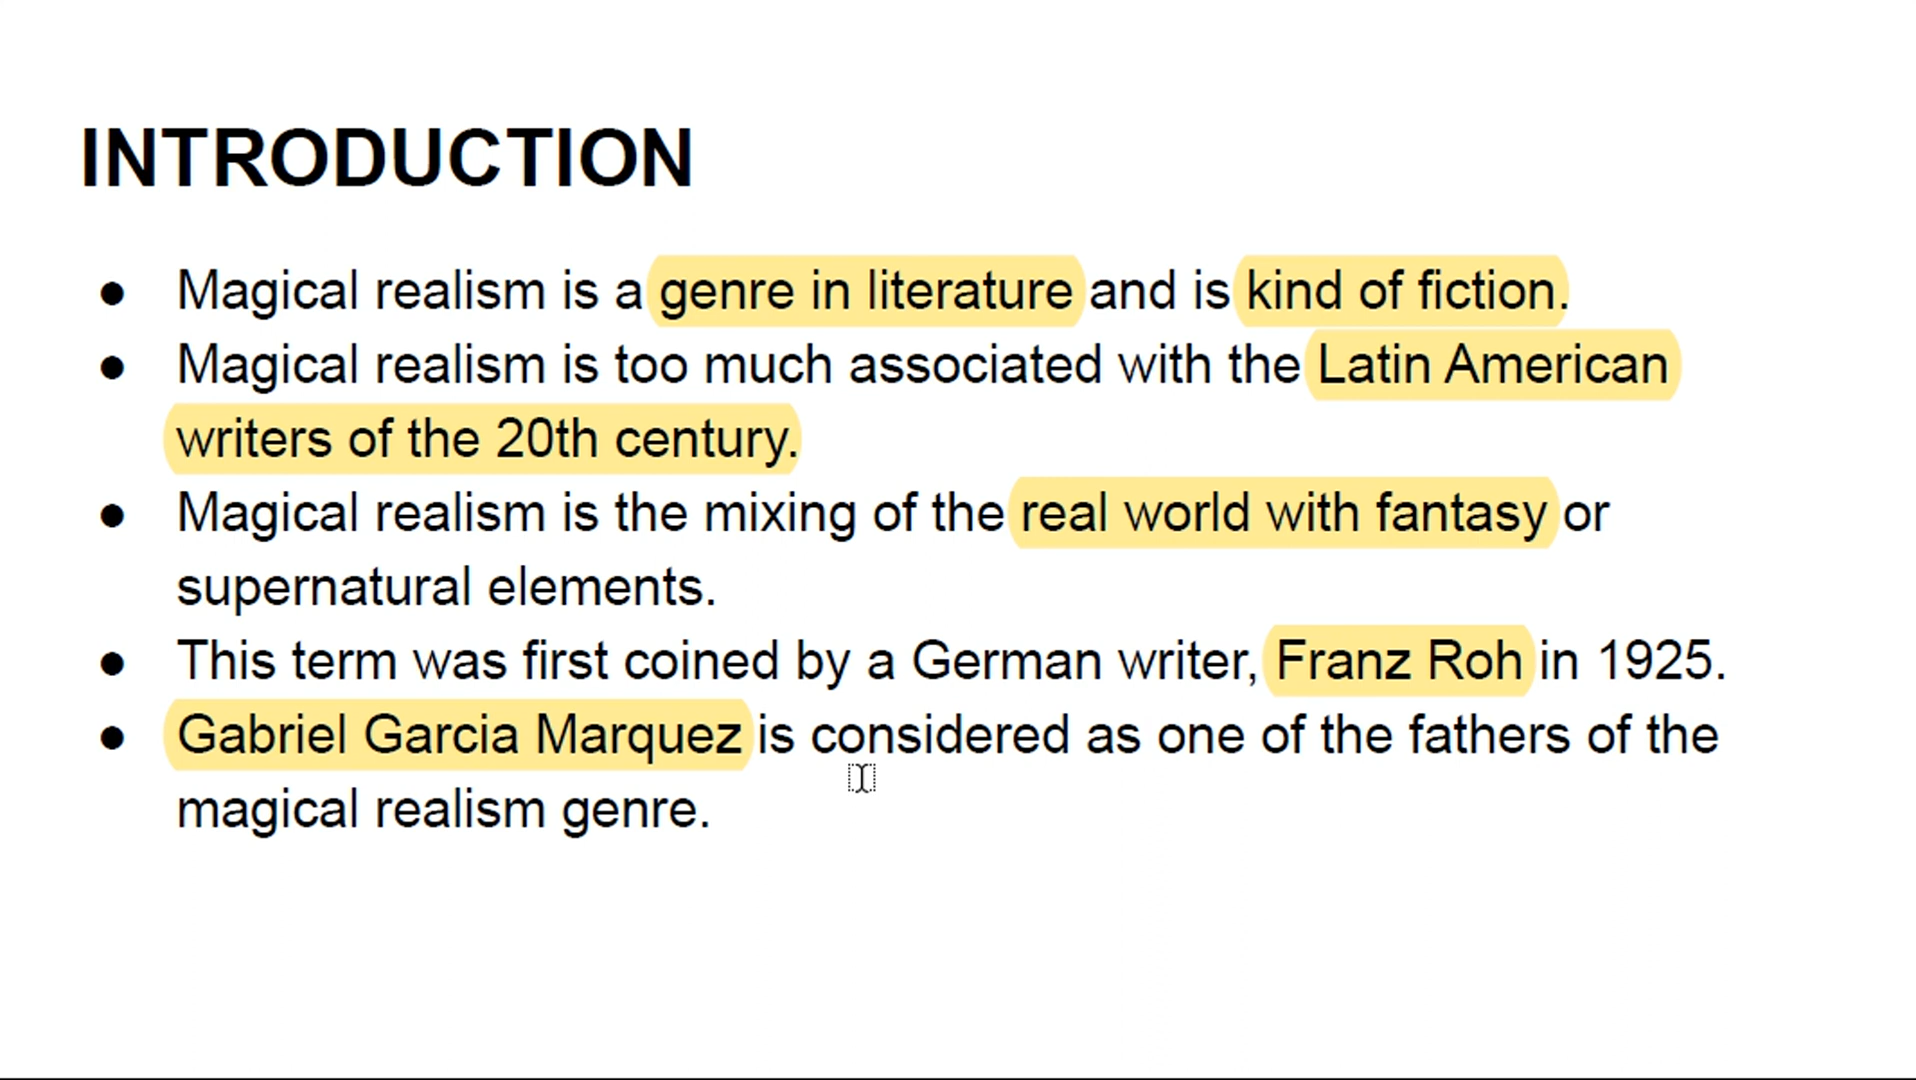 INTRODUCTION
● Magical realism is a genre in literature and is kind of fiction.
● Magical realism is too much associated with the Latin American
writers of the 20th century.
● Magical realism is the mixing of the real world with fantasy or
supernatural elements.
● This term was first coined by a German writer, Franz Roh in 1925.
● Gabriel Garcia Marquez is considered as one of the fathers of the
magical realism genre.